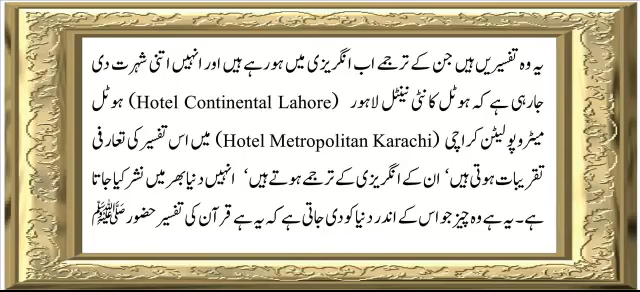 یہ وہ تفسیریں ہیں جن کے ترجمے اب انگریزی میں ہو رہے ہیں اور انہیں اتنی شہرت دی
جا رہی ہے کہ ہوٹل کانٹی نینٹل لاہور (Hotel Continental Lahore) ہوٹل
میٹروپولیٹن کراچی (Hotel Metropolitan Karachi) میں اس تفسیر کی تعارفی
تقریبات ہوتی ہیں‘ ان کے انگریزی کے ترجمے ہوتے ہیں‘ انہیں دنیا بھر میں نشر کیا جاتا
ہے۔ یہ ہے وہ چیز جو اس کے اندر دنیا کو دی جاتی ہے کہ یہ ہے قرآن کی تفسیر حضور ﷺ